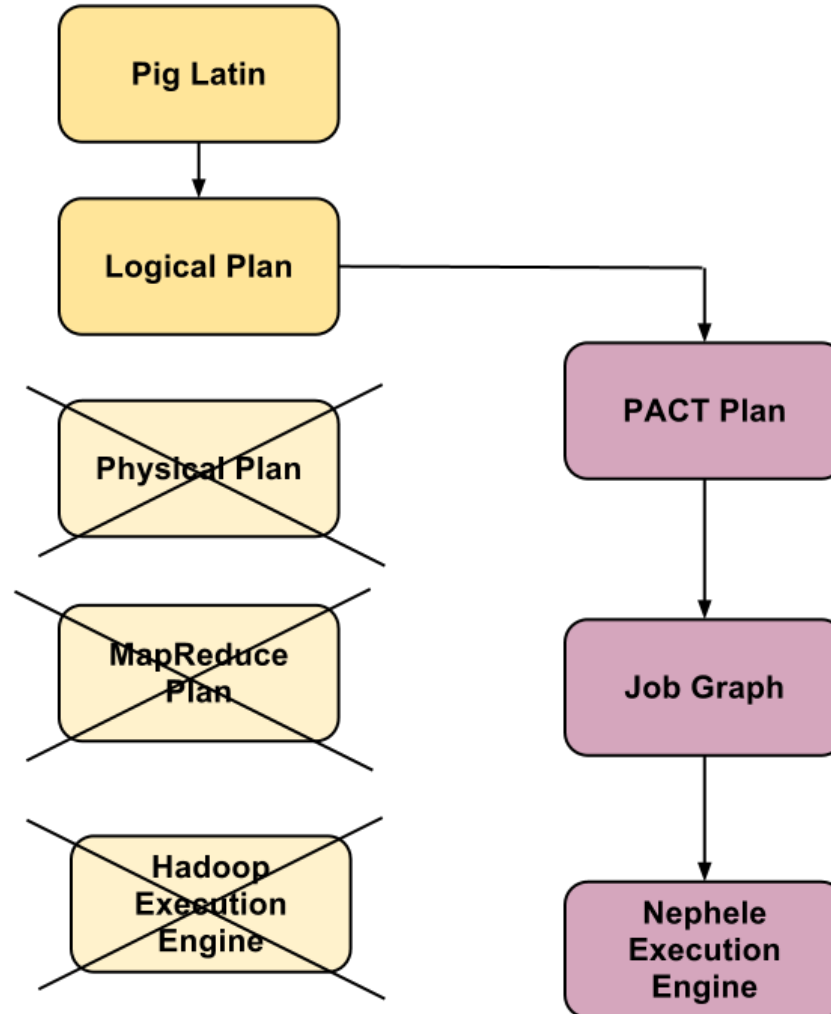 Pig Latin
Logical Plan
PACT Plan
Physical Plan
MapReduce
Plan
Job Graph
Hadoop
Execution
Engine
Nephele
Execution
Engine